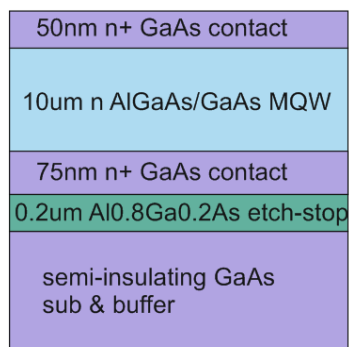 50nm n+ GaAs contact
10um n AlGaAs/GaAs MQW
75nm n+ GaAs contact
0.2um Al0.8Ga0.2As etch-stop
semi-insulating GaAs
sub & buffer